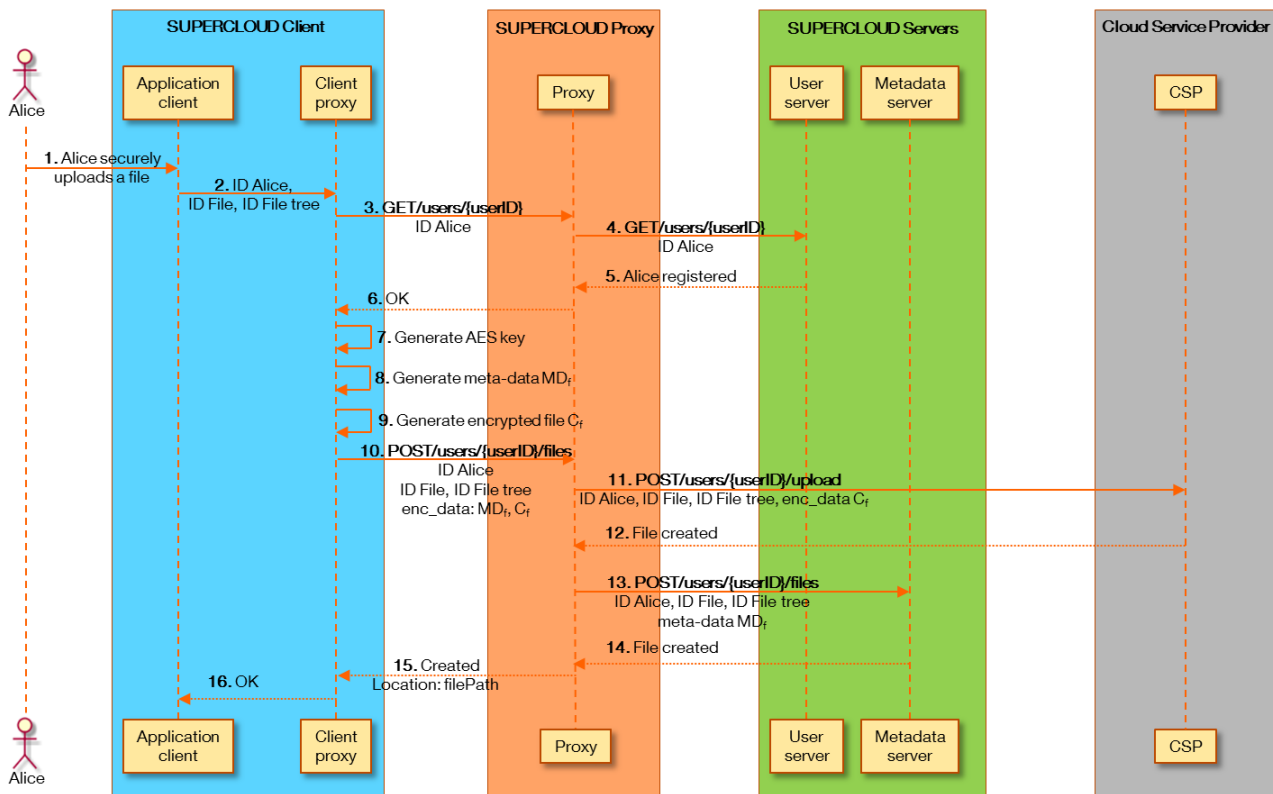 SUPERCLOUD Client
SUPERCLOUD Proxy
SUPERCLOUD Servers
Cloud Service Provider
Alice
Application
client
Client
proxy
Proxy
User
server
Metadata
server
CSP
1. Alice securely
uploads a file
2. ID Alice,
ID File, ID File tree
3. GET/users/{userID}
ID Alice
4. GET/users/{userID}
ID Alice
5. Alice registered
6. OK
7. Generate AES key
8. Generate meta-data MDf
9. Generate encrypted file Cf
10. POST/users/{userID}/files
ID Alice
ID File, ID File tree
enc_data: MDf, Cf
11. POST/users/{userID}/upload
ID Alice, ID File, ID File tree, enc_data Cf
12. File created
13. POST/users/{userID}/files
ID Alice, ID File, ID File tree
meta-data MDf
14. File created
15. Created
Location: filePath
16. OK
Alice
Application
client
Client
proxy
Proxy
User
server
Metadata
server
CSP